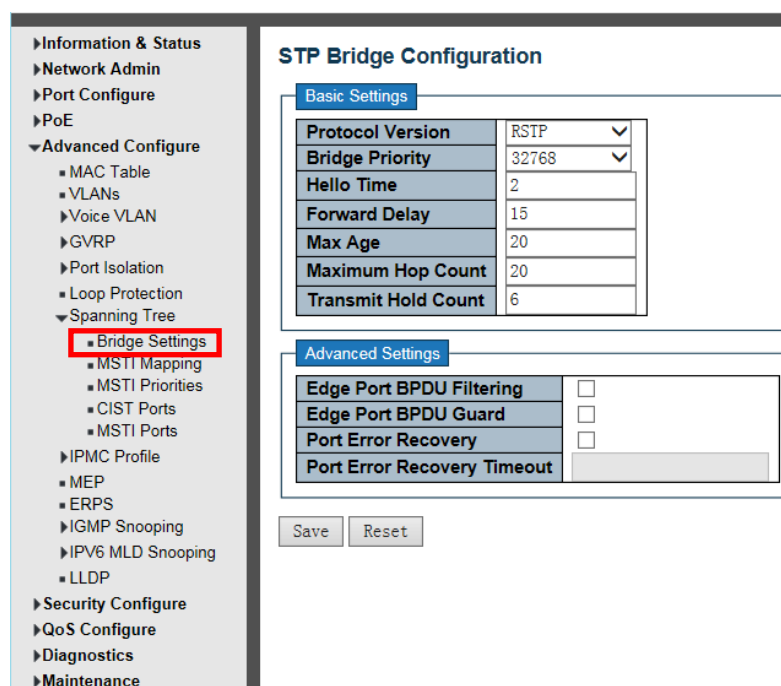 Information & Status
Network Admin
Port Configure
PoE
Advanced Configure
MAC Table
VLANs
Voice VLAN
GVRP
Port Isolation
Loop Protection
Spanning Tree
Bridge Settings
MSTI Mapping
MSTI Priorities
CIST Ports
MSTI Ports
IPMC Profile
MEP
ERPS
IGMP Snooping
IPV6 MLD Snooping
LLDP
Security Configure
QoS Configure
Diagnostics
Maintenance
STP Bridge Configuration
Basic Settings
Protocol Version RSTP
Bridge Priority 32768
Hello Time 2
Forward Delay 15
Max Age 20
Maximum Hop Count 20
Transmit Hold Count 6
Advanced Settings
Edge Port BPDU Filtering
Edge Port BPDU Guard
Port Error Recovery
Port Error Recovery Timeout
Save Reset